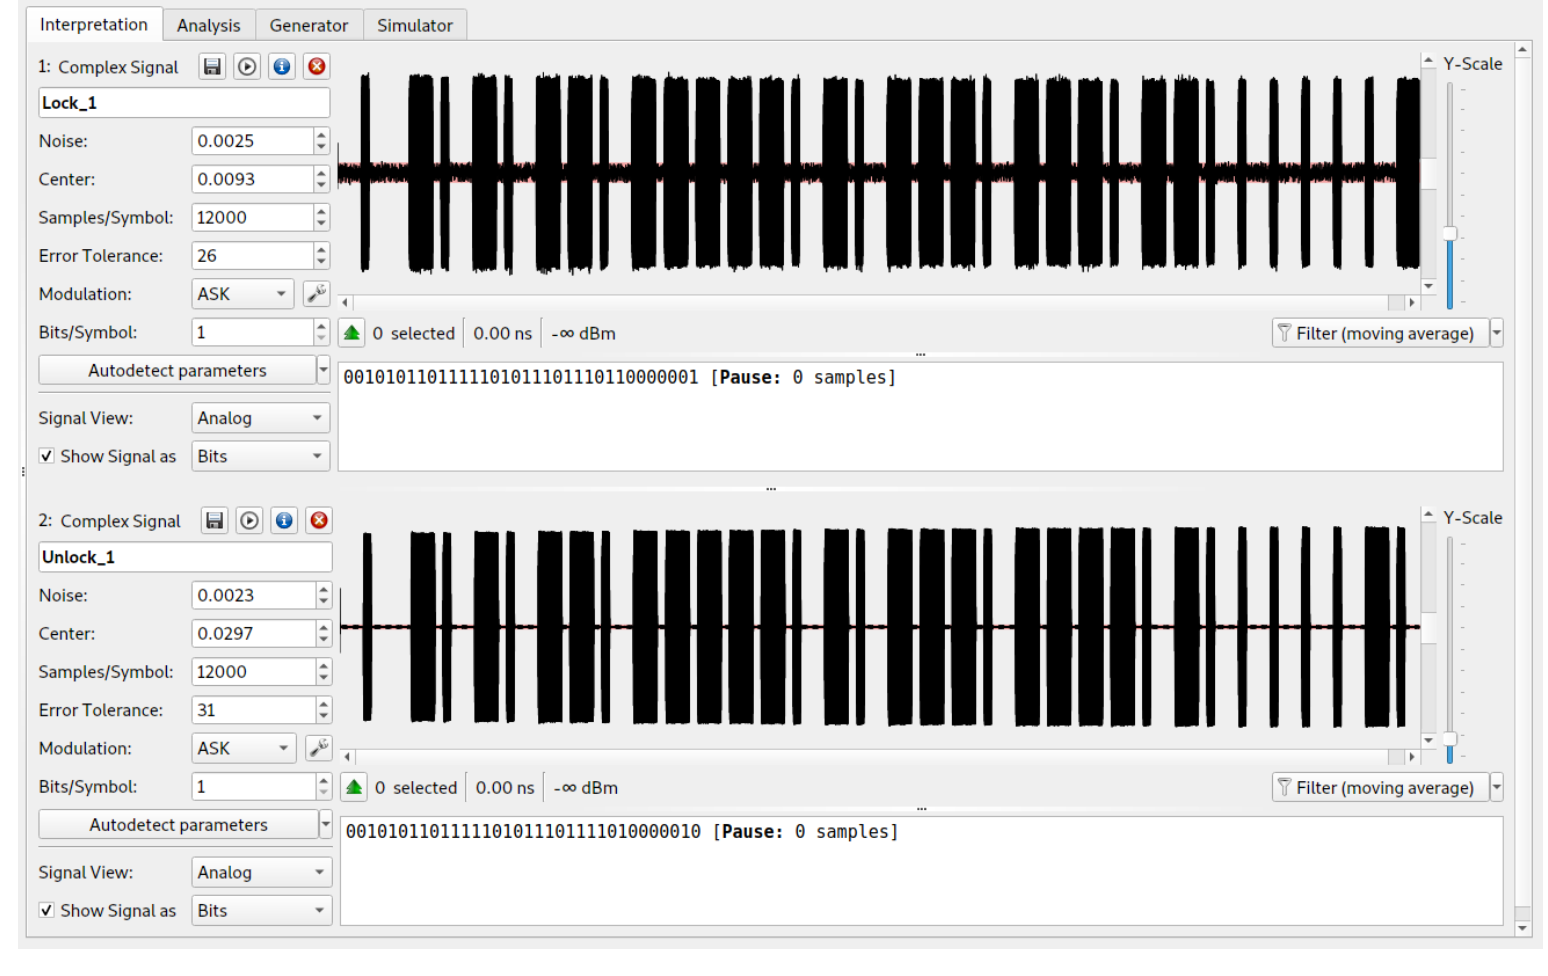 Interpretation Analysis Generator Simulator
1: Complex Signal
Y-Scale
Lock_1
Noise: 0.0025
Center: 0.0093
Samples/Symbol: 12000
Error Tolerance: 26
Modulation: ASK
Bits/Symbol: 1
0 selected 0.00 ns -∞ dBm Filter (moving average)
Autodetect parameters
0010101101111101011101110110000001 [Pause: 0 samples]
Signal View: Analog
Show Signal as Bits
2: Complex Signal
Y-Scale
Unlock_1
Noise: 0.0023
Center: 0.0297
Samples/Symbol: 12000
Error Tolerance: 31
Modulation: ASK
Bits/Symbol: 1
0 selected 0.00 ns -∞ dBm Filter (moving average)
Autodetect parameters
0010101101111101011101111010000010 [Pause: 0 samples]
Signal View: Analog
Show Signal as Bits